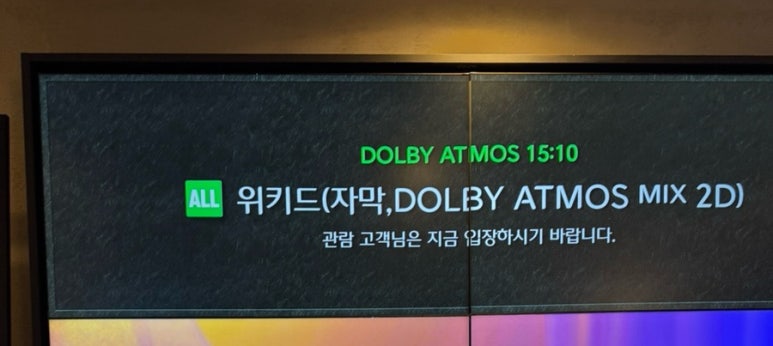 DOLBY ATMOS 15:10
ALL 위키드(자막,DOLBY ATMOS MIX 2D)
관람 고객님은 지금 입장하시기 바랍니다.